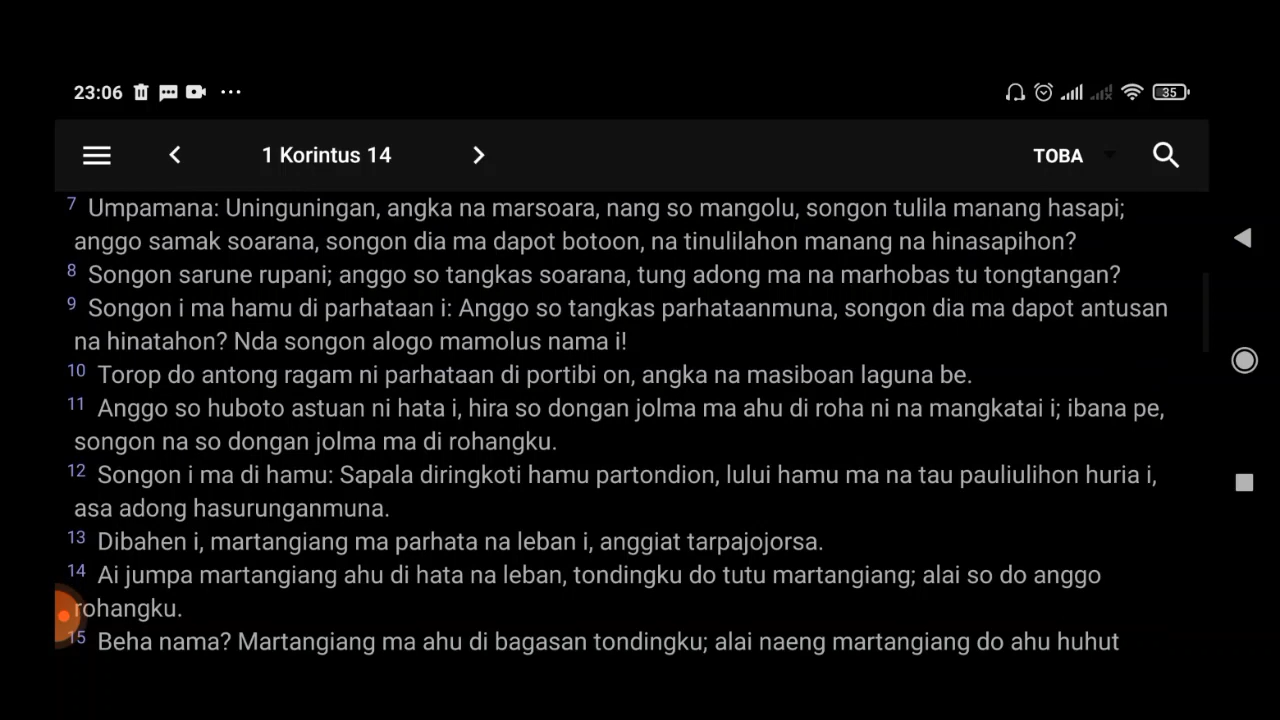 23:06 ... 35
1 Korintus 14 TOBA
7 Umpamana: Uninguningan, angka na marsoara, nang so mangolu, songon tulila manang hasapi;
anggo samak soarana, songon dia ma dapot botoon, na tinulilahon manang na hinasapihon?
8 Songon sarune rupani; anggo so tangkas soarana, tung adong ma na marhobas tu tongtangan?
9 Songon i ma hamu di parhataan i: Anggo so tangkas parhataanmuna, songon dia ma dapot antusan
na hinatahon? Nda songon alogo mamolus nama i!
10 Torop do antong ragam ni parhataan di portibi on, angka na masiboan laguna be.
11 Anggo so huboto astuan ni hata i, hira so dongan jolma ma ahu di roha ni na mangkatai i; ibana pe,
songon na so dongan jolma ma di rohangku.
12 Songon i ma di hamu: Sapala diringkoti hamu partondion, lului hamu ma na tau pauliulihon huria i,
asa adong hasurunganmuna.
13 Dibahen i, martangiang ma parhata na leban i, anggiat tarpajojorsa.
14 Ai jumpa martangiang ahu di hata na leban, tondingku do tutu martangiang; alai so do anggo
rohangku.
15 Beha nama? Martangiang ma ahu di bagasan tondingku; alai naeng martangiang do ahu huhut